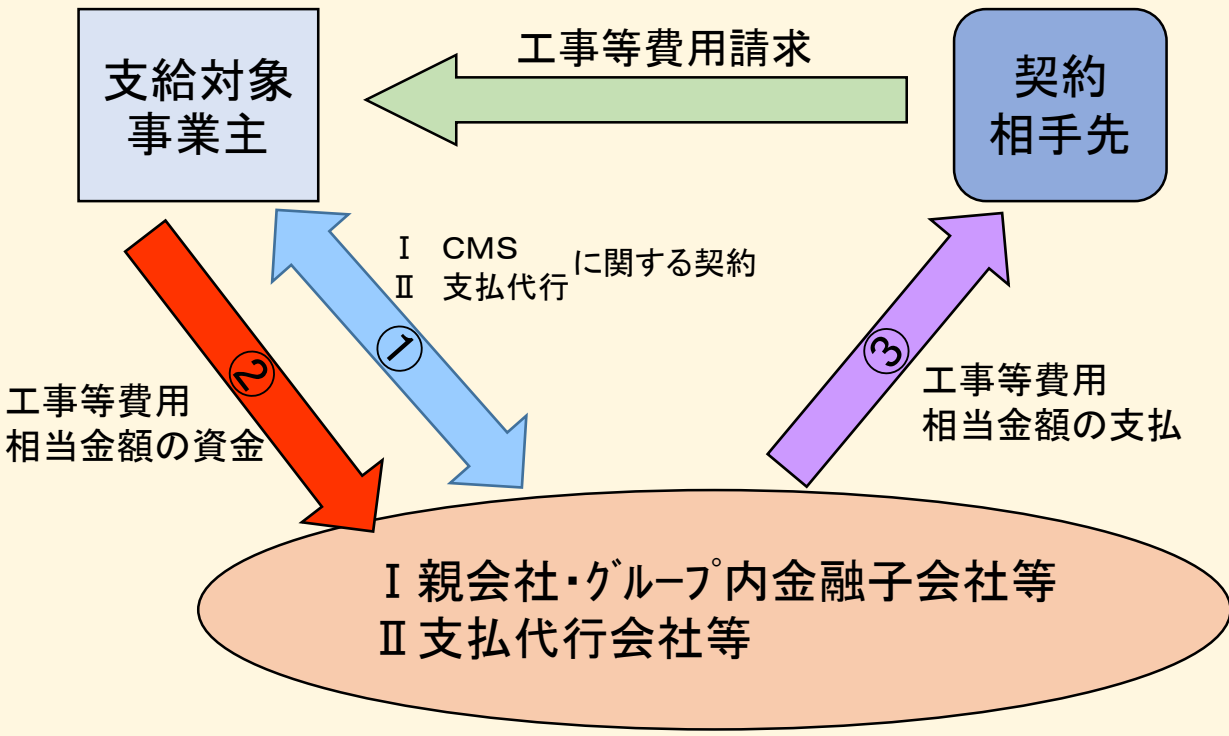 工事等費用請求
支給対象
事業主
契約
相手先
Ⅰ　CMS
Ⅱ　支払代行
に関する契約
①
②
③
工事等費用
相当金額の資金
工事等費用
相当金額の支払
Ⅰ 親会社・グループ内金融子会社等
Ⅱ 支払代行会社等